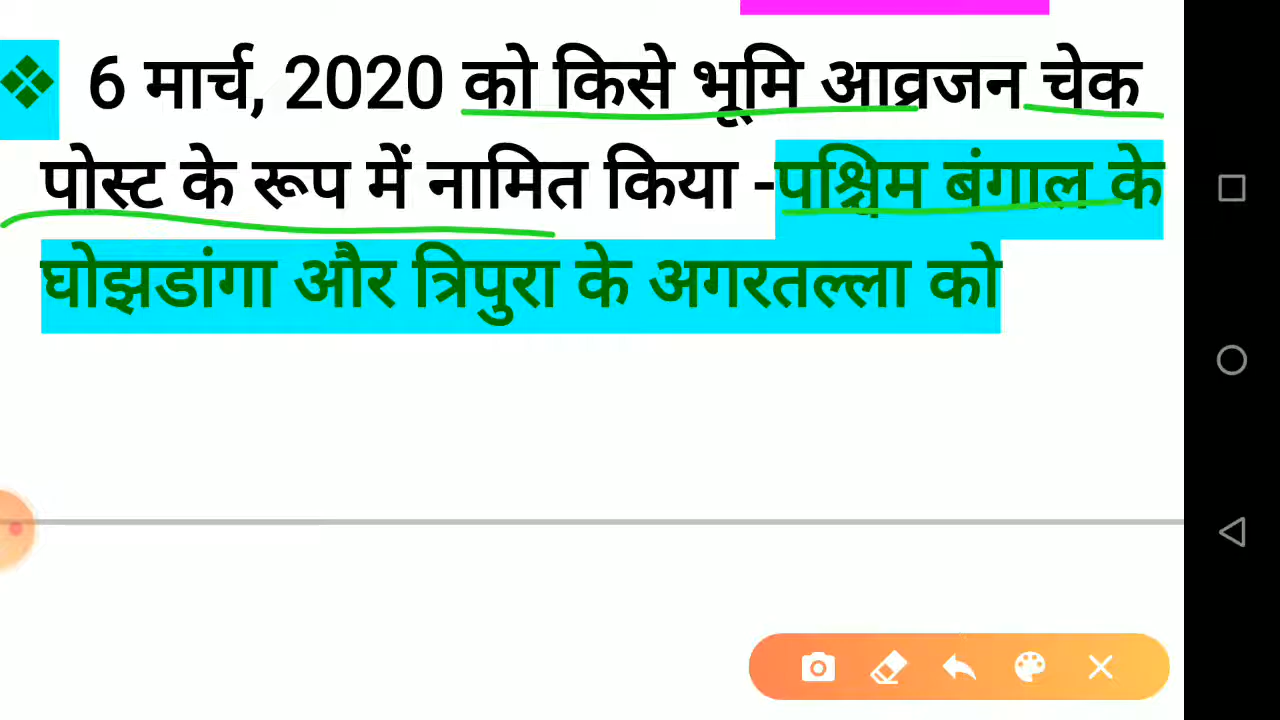 ❖ 6 मार्च, 2020 को किसे भूमि आव्रजन चेक
पोस्ट के रूप में नामित किया -पश्चिम बंगाल के
घोझडांगा और त्रिपुरा के अगरतल्ला को